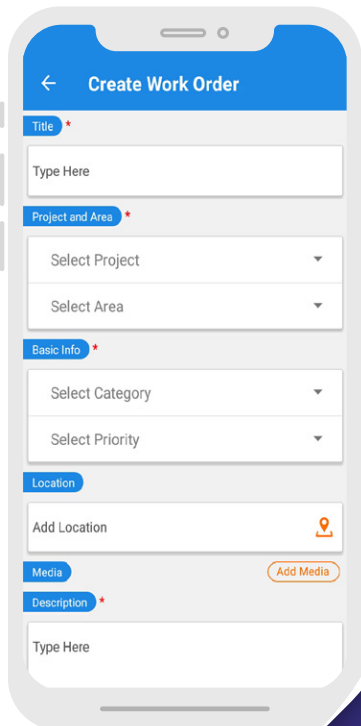 Create Work Order
Title *
Type Here
Project and Area *
Select Project
Select Area
Basic Info *
Select Category
Select Priority
Location
Add Location
Media
Add Media
Description *
Type Here